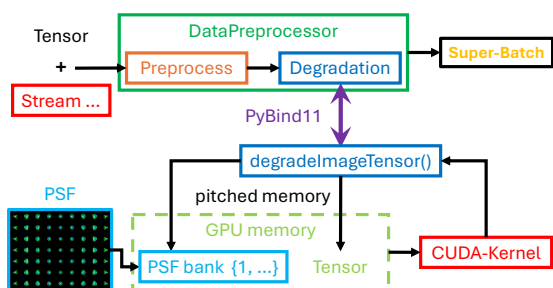 DataPreprocessor
Tensor
+
Stream ...
Preprocess
Degradation
Super-Batch
PyBind11
degradeImageTensor()
PSF
pitched memory
GPU memory
PSF bank {1, ...}
Tensor
CUDA-Kernel